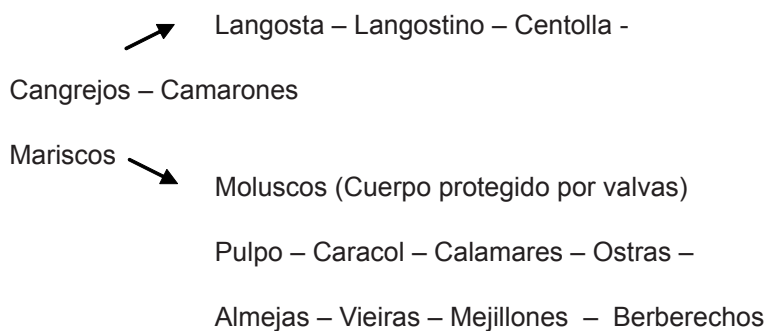 Langosta – Langostino – Centolla -
Cangrejos – Camarones
Mariscos
Moluscos (Cuerpo protegido por valvas)
Pulpo – Caracol – Calamares – Ostras –
Almejas – Vieiras – Mejillones – Berberechos